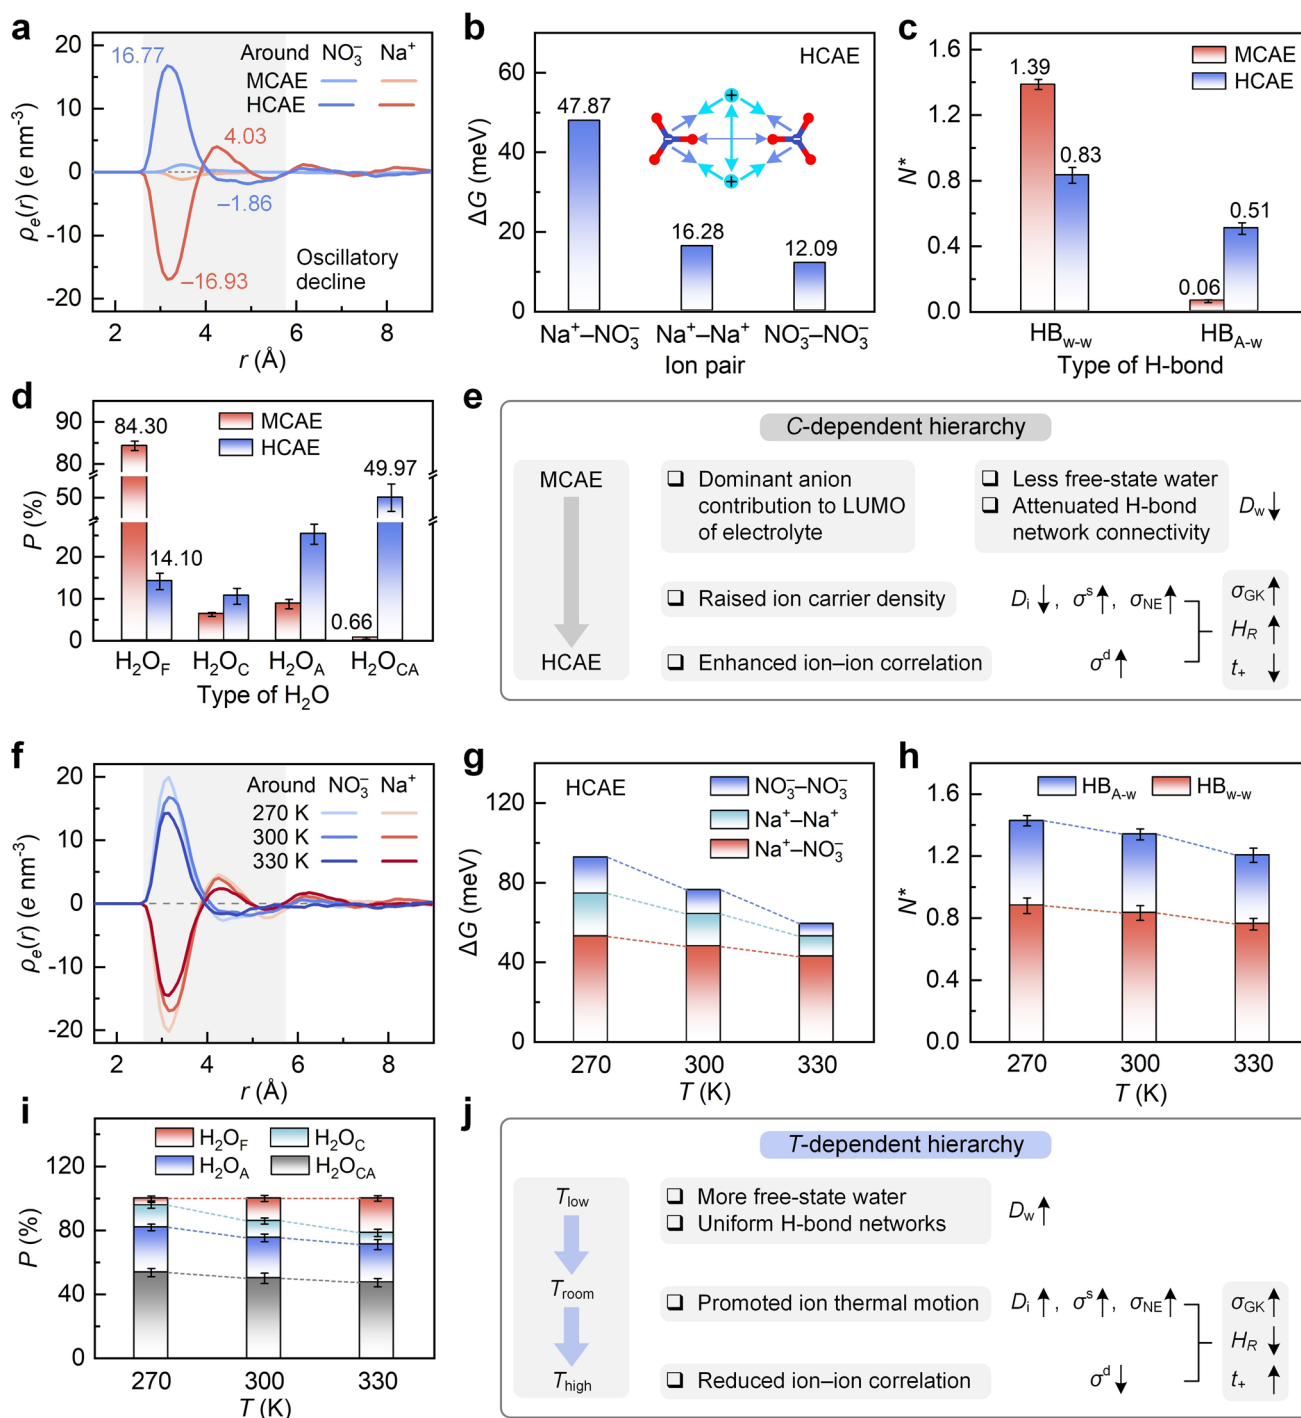 a
20
10
0
-10
-20
ρe(r) (e nm⁻³)
2
4
6
8
r (Å)
Around NO₃⁻ Na⁺
MCAE
HCAE
16.77
4.03
−1.86
−16.93
Oscillatory
decline
b
60
40
20
0
ΔG (meV)
HCAE
47.87
16.28
12.09
Na⁺–NO₃⁻
Na⁺–Na⁺
NO₃⁻–NO₃⁻
Ion pair
c
1.6
1.2
0.8
0.4
0.0
N*
MCAE
HCAE
1.39
0.83
0.06
0.51
HBw-w
HBA-w
Type of H-bond
d
90
80
50
20
10
0
P (%)
MCAE
HCAE
84.30
14.10
0.66
49.97
H₂OF
H₂OC
H₂OA
H₂OCA
Type of H₂O
e
C-dependent hierarchy
MCAE
HCAE
❑ Dominant anion
contribution to LUMO
of electrolyte
❑ Less free-state water
❑ Attenuated H-bond
network connectivity
Dw↓
❑ Raised ion carrier density
Di↓, σˢ↑, σNE↑
❑ Enhanced ion–ion correlation
σᵈ↑
σGK↑
HR↑
t₊↓
f
20
10
0
-10
-20
ρe(r) (e nm⁻³)
2
4
6
8
r (Å)
Around NO₃⁻ Na⁺
270 K
300 K
330 K
g
120
80
40
0
ΔG (meV)
HCAE
NO₃⁻–NO₃⁻
Na⁺–Na⁺
Na⁺–NO₃⁻
270
300
330
T (K)
h
1.6
1.2
0.8
0.4
0.0
N*
HBA-w
HBw-w
270
300
330
T (K)
i
120
80
40
0
P (%)
H₂OF
H₂OC
H₂OA
H₂OCA
270
300
330
T (K)
j
T-dependent hierarchy
Tlow
Troom
Thigh
❑ More free-state water
❑ Uniform H-bond networks
Dw↑
❑ Promoted ion thermal motion
Di↑, σˢ↑, σNE↑
❑ Reduced ion–ion correlation
σᵈ↓
σGK↑
HR↓
t₊↑